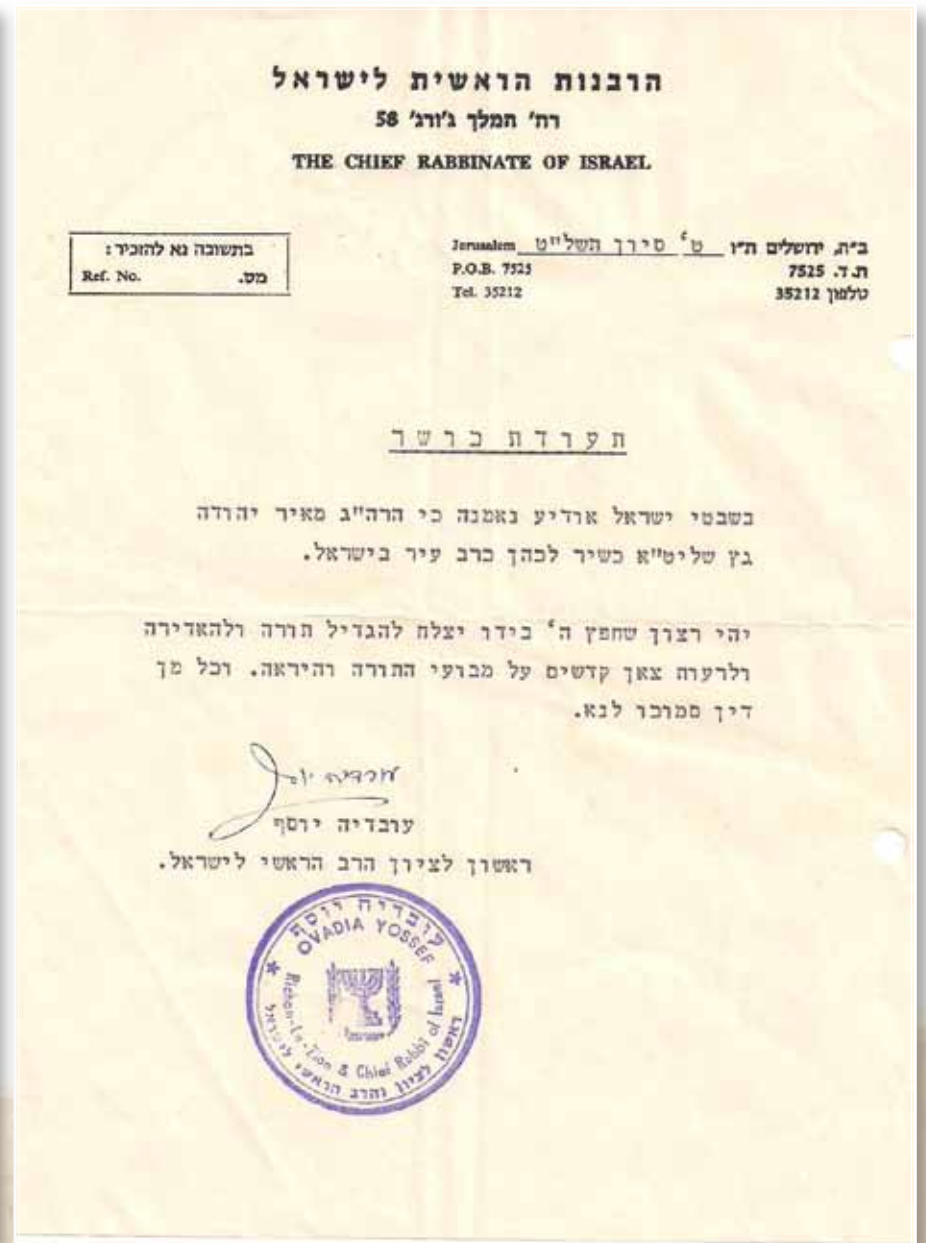 הרבנות הראשית לישראל
רח' המלך ג'ורג' 58
THE CHIEF RABBINATE OF ISRAEL
ב"ה, ירושלים ת"ו ט' סיון תשל"ט Jerusalem
ת.ד. 7525 P.O.B. 7525
טלפון 35212 Tel. 35212
בתשובה נא להזכיר:
מס. Ref. No.
תעודת כושר
בשבטי ישראל אודיע נאמנה כי הרה"ג מאיר יהודה
גץ שליט"א כשיר לכהן כרב עיר בישראל.
יהי רצון שחפץ ה' בידו יצלח להגדיל תורה ולהאדירה
ולרעות צאן קדשים על מבועי התורה והיראה. וכל מן
דין סמוכו לנא.
עובדיה יוסף
עובדיה יוסף
ראשון לציון הרב הראשי לישראל.
עובדיה יוסף
OVADIA YOSSEF
Rishon-Le-Zion & Chief Rabbi of Israel
ראשון לציון והרב הראשי לישראל